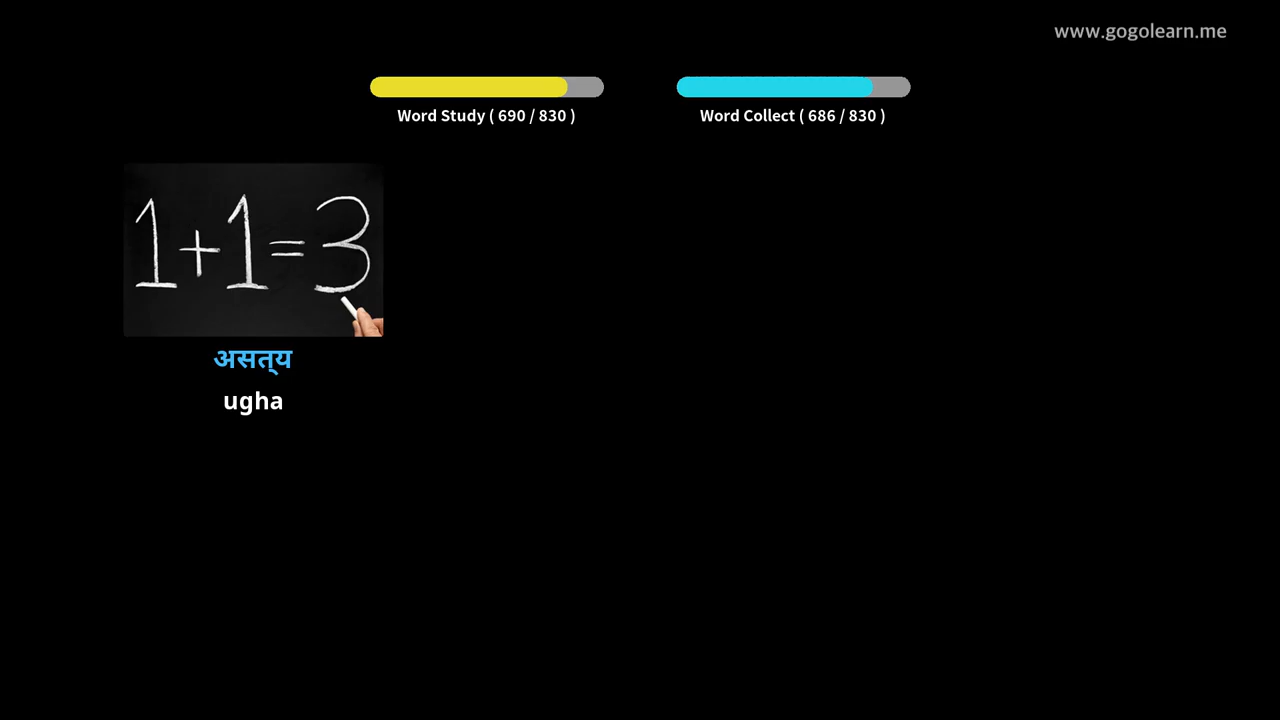 www.gogolearn.me
Word Study ( 690 / 830 )
Word Collect ( 686 / 830 )
1+1=3
असत्य
ugha